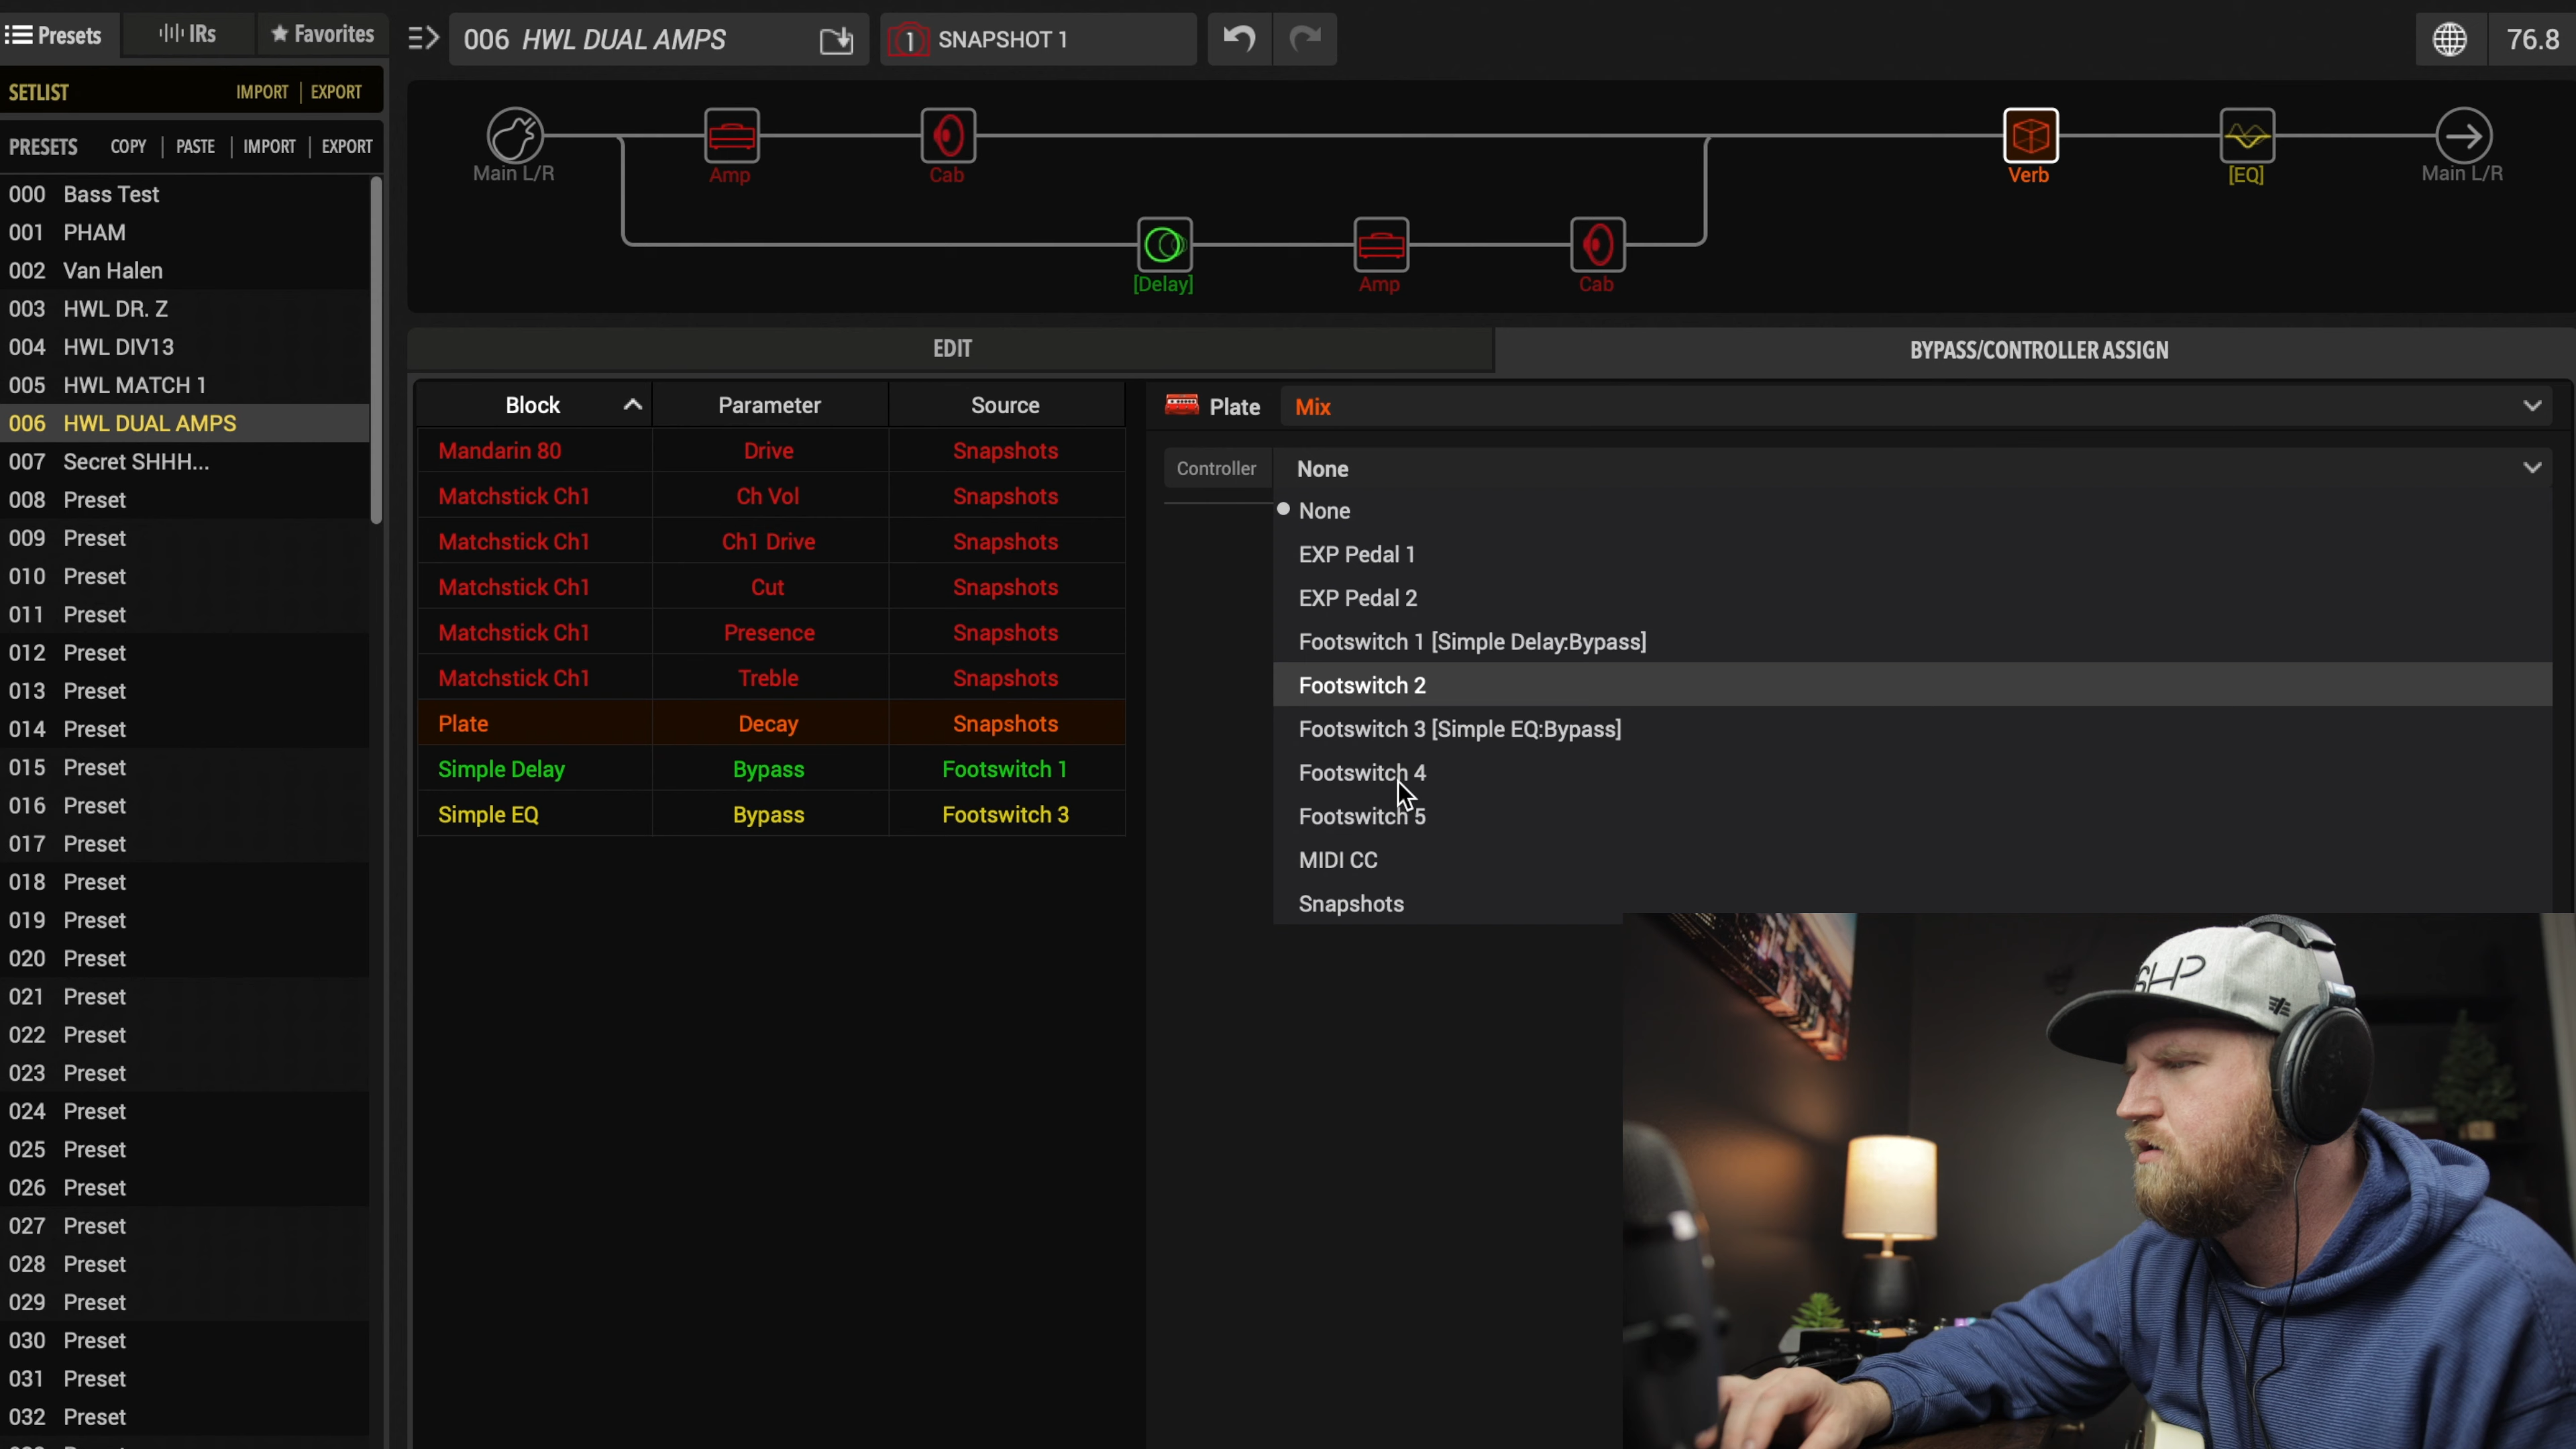 Presets
IRs
Favorites
006 HWL DUAL AMPS
1
SNAPSHOT 1
76.8
SETLIST
IMPORT | EXPORT
PRESETS
COPY | PASTE | IMPORT | EXPORT
000 Bass Test
001 PHAM
002 Van Halen
003 HWL DR. Z
004 HWL DIV13
005 HWL MATCH 1
006 HWL DUAL AMPS
007 Secret SHHH...
008 Preset
009 Preset
010 Preset
011 Preset
012 Preset
013 Preset
014 Preset
015 Preset
016 Preset
017 Preset
018 Preset
019 Preset
020 Preset
021 Preset
022 Preset
023 Preset
024 Preset
025 Preset
026 Preset
027 Preset
028 Preset
029 Preset
030 Preset
031 Preset
032 Preset
Main L/R
Amp
Cab
Verb
[EQ]
Main L/R
[Delay]
Amp
Cab
EDIT
BYPASS/CONTROLLER ASSIGN
Block Parameter Source
Mandarin 80 Drive Snapshots
Matchstick Ch1 Ch Vol Snapshots
Matchstick Ch1 Ch1 Drive Snapshots
Matchstick Ch1 Cut Snapshots
Matchstick Ch1 Presence Snapshots
Matchstick Ch1 Treble Snapshots
Plate Decay Snapshots
Simple Delay Bypass Footswitch 1
Simple EQ Bypass Footswitch 3
Plate Mix
Controller None
None
EXP Pedal 1
EXP Pedal 2
Footswitch 1 [Simple Delay:Bypass]
Footswitch 2
Footswitch 3 [Simple EQ:Bypass]
Footswitch 4
Footswitch 5
MIDI CC
Snapshots